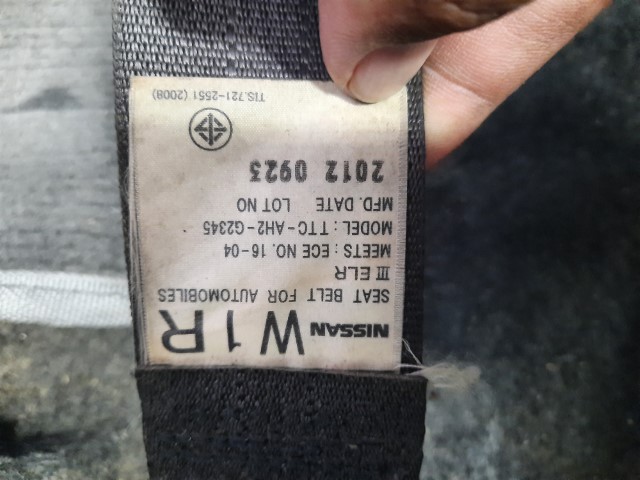 NISSAN W1R
SEAT BELT FOR AUTOMOBILES
III ELR
MEETS : ECE NO. 16-04
MODEL : TTC-AH2-G2345
MFD. DATE LOT NO
2012 0923
TIS.721-2551 (2008)